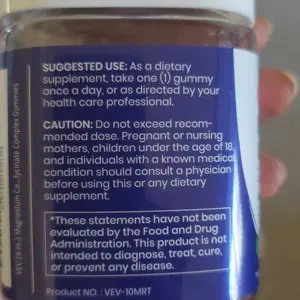 SUGGESTED USE: As a dietary
supplement, take one (1) gummy
once a day, or as directed by your
health care professional.
CAUTION: Do not exceed recom-
mended dose. Pregnant or nursing
mothers, children under the age of 18,
and individuals with a known medical
condition should consult a physician
before using this or any dietary
supplement.
*These statements have not been
evaluated by the Food and Drug
Administration. This product is not
intended to diagnose, treat, cure,
or prevent any disease.
Product NO. : VEV-10MRT
Magnesium
Complex Gummies